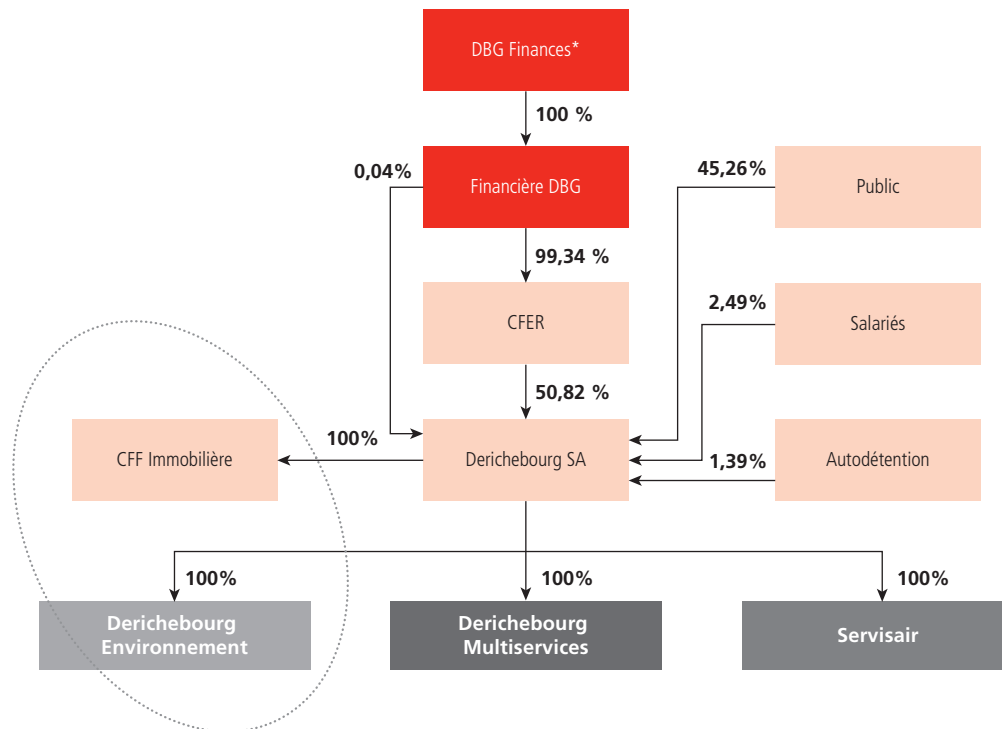 DBG Finances*
100 %
0,04%
Financière DBG
45,26%
Public
99,34 %
CFER
2,49%
Salariés
50,82 %
CFF Immobilière
100%
Derichebourg SA
1,39%
Autodétention
100%
100%
100%
Derichebourg
Environnement
Derichebourg
Multiservices
Servisair